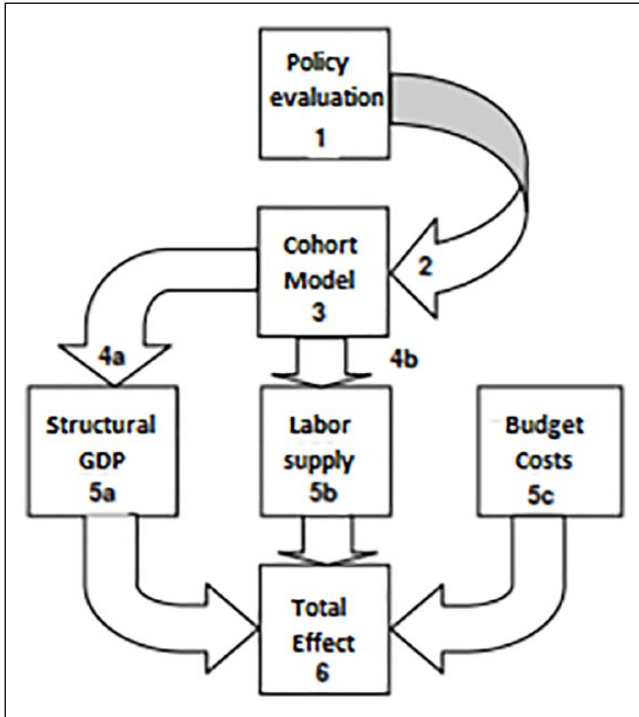 Policy
evaluation
1
2
Cohort
Model
3
4a
4b
Structural
GDP
5a
Labor
supply
5b
Budget
Costs
5c
Total
Effect
6